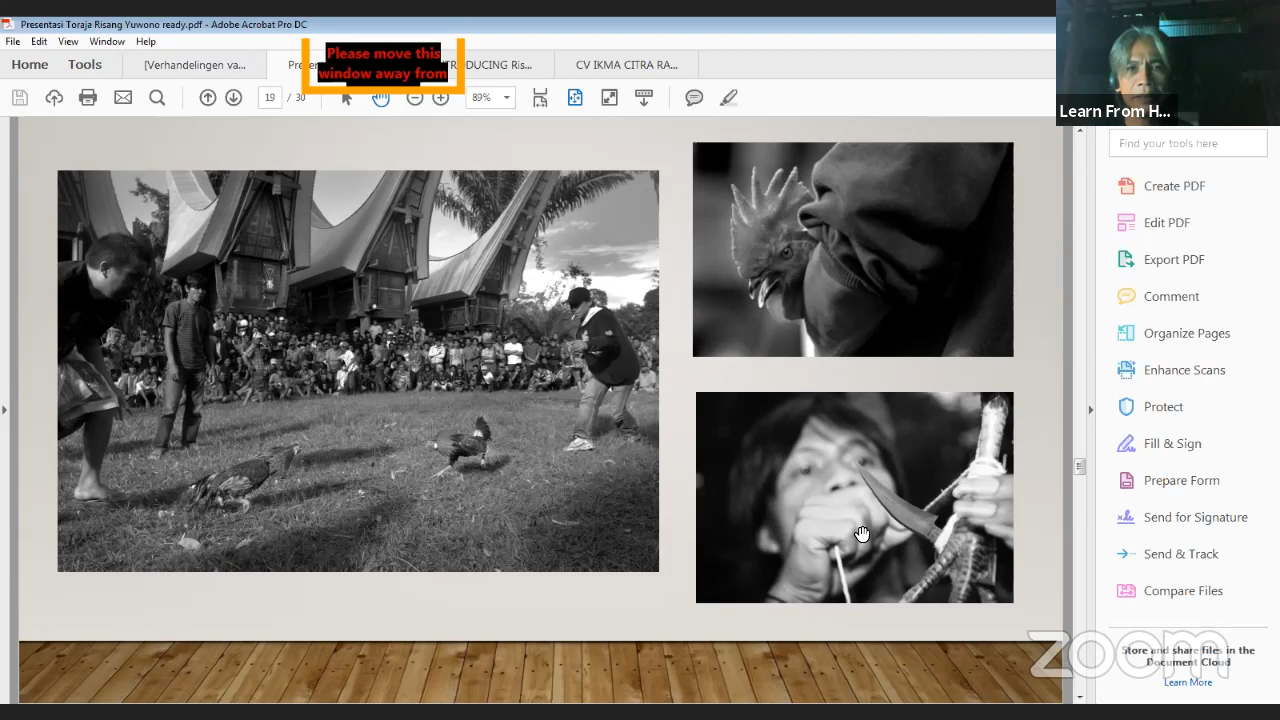 Presentasi Toraja Risang Yuwono ready.pdf - Adobe Acrobat Pro DC
File Edit View Window Help
Please move this
window away from
Home Tools [Verhandelingen va... Presen TRODUCING Ris... CV IKMA CITRA RA...
19 / 30 89%
Learn From H...
Find your tools here
Create PDF
Edit PDF
Export PDF
Comment
Organize Pages
Enhance Scans
Protect
Fill & Sign
Prepare Form
Send for Signature
Send & Track
Compare Files
zoom
Store and share files in the
Document Cloud
Learn More